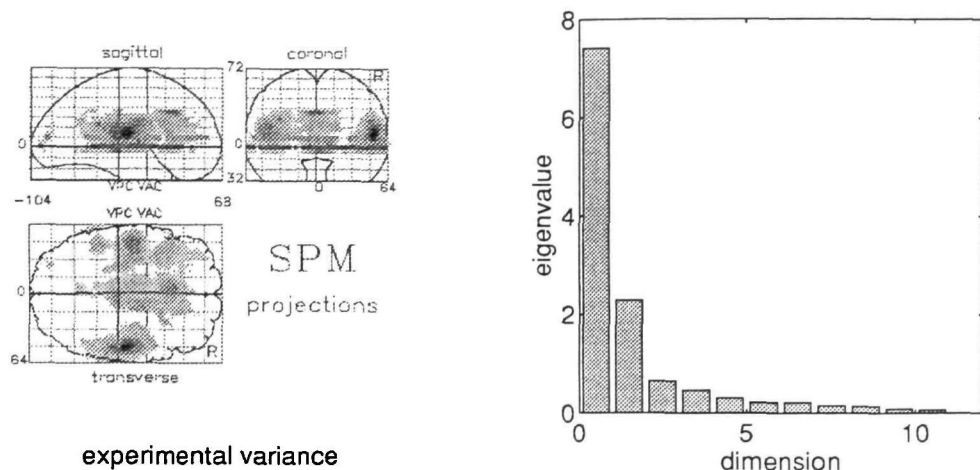 sagittal
coronal
72
R
0
0
32
VPC VAC
-104
68
0
64
VPC VAC
0
SPM
projections
R
64
transverse
experimental variance
8
6
4
2
0
eigenvalue
0
5
10
dimension